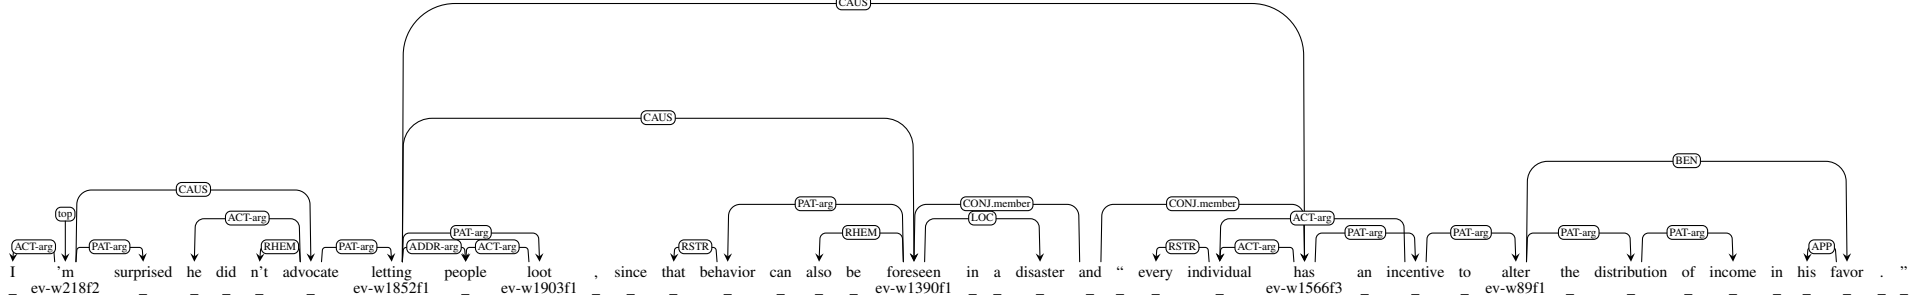 CAUS
CAUS
BEN
CAUS
top ACT-arg PAT-arg CONJ.member CONJ.member
LOC ACT-arg
PAT-arg RHEM PAT-arg PAT-arg PAT-arg PAT-arg
ACT-arg PAT-arg RHEM PAT-arg ADDR-arg ACT-arg RSTR RSTR ACT-arg APP
I 'm surprised he did n't advocate letting people loot , since that behavior can also be foreseen in a disaster and “ every individual has an incentive to alter the distribution of income in his favor . ”
ev-w218f2 ev-w1852f1 ev-w1903f1 ev-w1390f1 ev-w1566f3 ev-w89f1
_ _ _ _ _ _ _ _ _ _ _ _ _ _ _ _ _ _ _ _ _ _ _ _ _ _ _ _ _ _ _ _ _ _ _ _ _ _ _ _